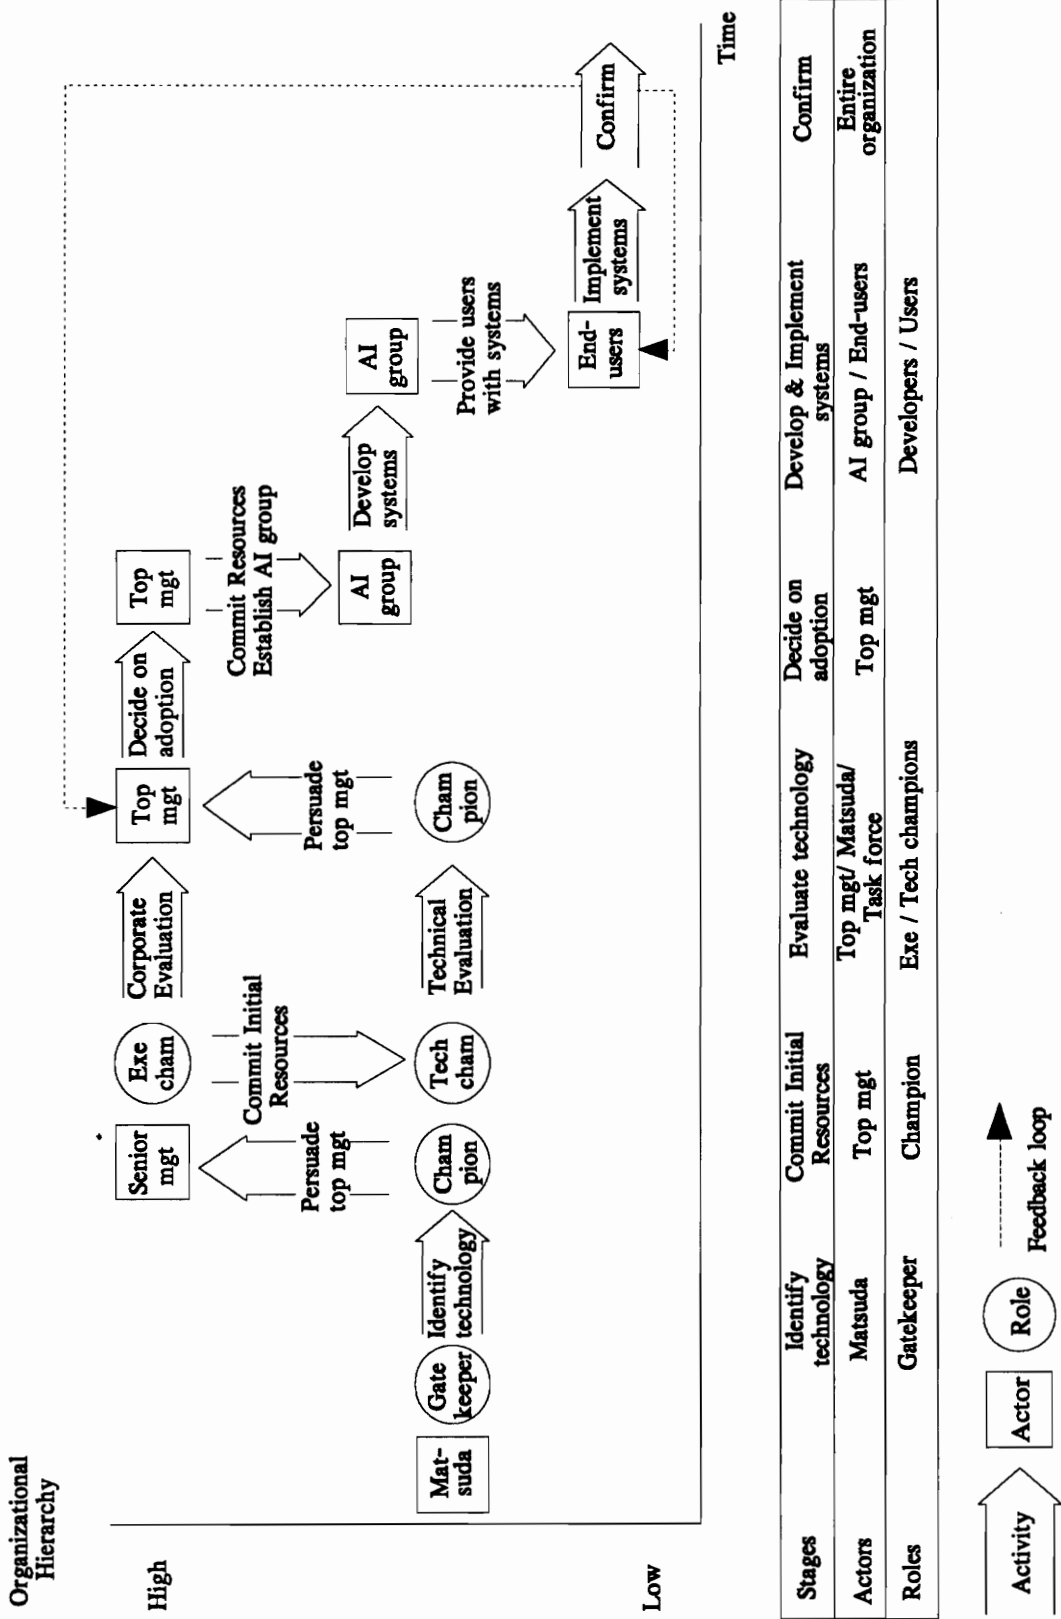 Organizational
Hierarchy
High
Low
Time
Mat-
suda
Gate
keeper
Identify
technology
Cham
pion
Persuade
top mgt
Senior
mgt
Exe
cham
Commit Initial
Resources
Tech
cham
Corporate
Evaluation
Technical
Evaluation
Cham
pion
Persuade
top mgt
Top
mgt
Decide on
adoption
Top
mgt
Commit Resources
Establish AI group
AI
group
Develop
systems
AI
group
Provide users
with systems
End-
users
Implement
systems
Confirm
Stages
Identify
technology
Commit Initial
Resources
Evaluate technology
Decide on
adoption
Develop & Implement
systems
Confirm
Actors
Matsuda
Top mgt
Top mgt/ Matsuda/
Task force
Top mgt
AI group / End-users
Entire
organization
Roles
Gatekeeper
Champion
Exe / Tech champions
Developers / Users
Activity
Actor
Role
Feedback loop